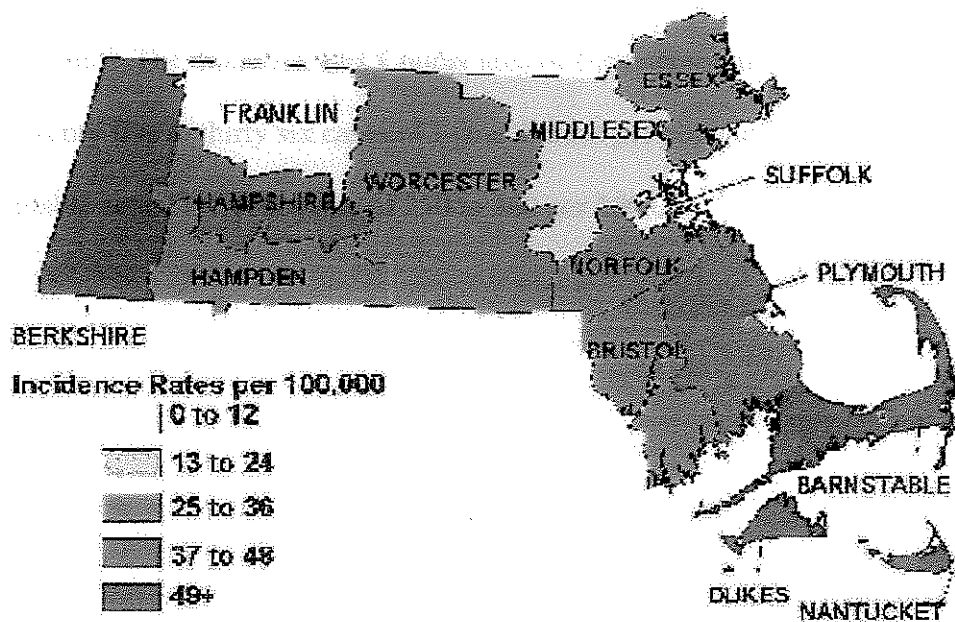 ESSEX
FRANKLIN
MIDDLESEX
SUFFOLK
WORCESTER
HAMPSHIRE
NORFOLK
PLYMOUTH
HAMPDEN
BERKSHIRE
BRISTOL
Incidence Rates per 100,000
0 to 12
13 to 24
25 to 36
37 to 48
49+
BARNSTABLE
DUKES
NANTUCKET